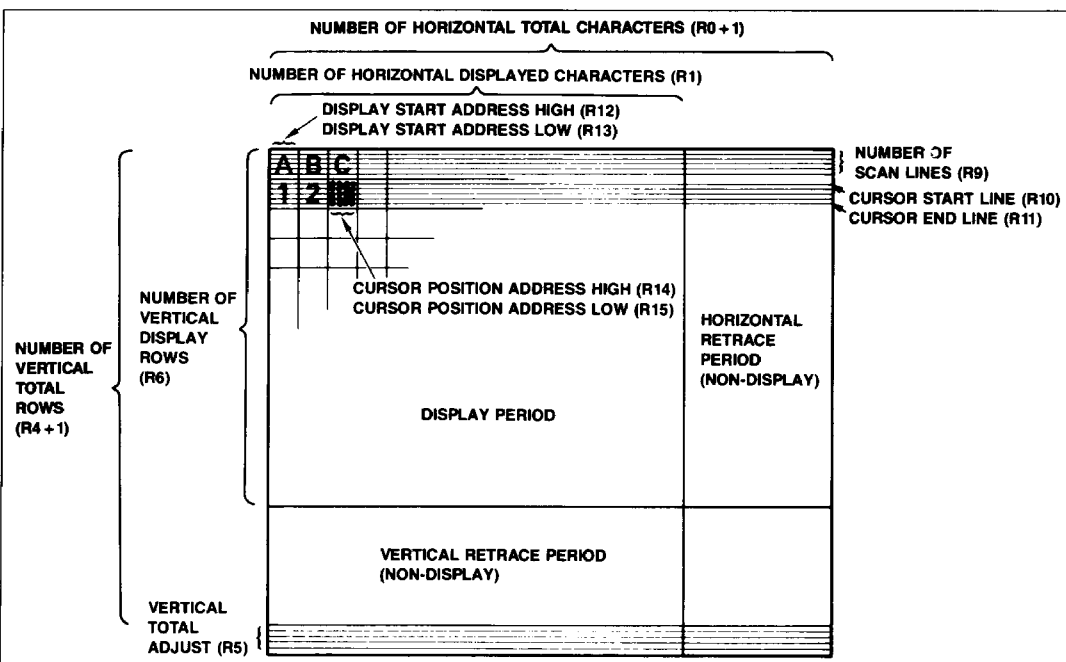 NUMBER OF HORIZONTAL TOTAL CHARACTERS (R0+1)
NUMBER OF HORIZONTAL DISPLAYED CHARACTERS (R1)
DISPLAY START ADDRESS HIGH (R12)
DISPLAY START ADDRESS LOW (R13)
A B C
1 2
NUMBER OF
SCAN LINES (R9)
CURSOR START LINE (R10)
CURSOR END LINE (R11)
CURSOR POSITION ADDRESS HIGH (R14)
CURSOR POSITION ADDRESS LOW (R15)
NUMBER OF
VERTICAL
DISPLAY
ROWS
(R6)
NUMBER OF
VERTICAL
TOTAL
ROWS
(R4+1)
HORIZONTAL
RETRACE
PERIOD
(NON-DISPLAY)
DISPLAY PERIOD
VERTICAL RETRACE PERIOD
(NON-DISPLAY)
VERTICAL
TOTAL
ADJUST (R5)